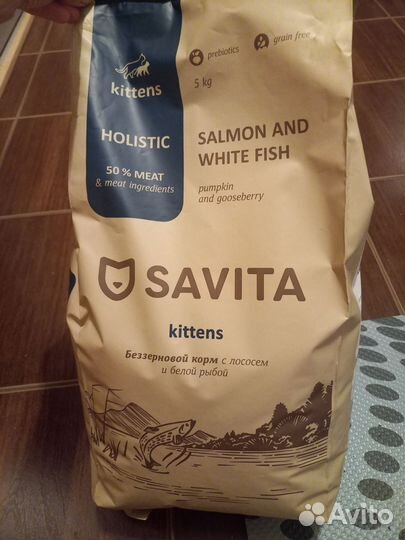 kittens
prebiotics
grain free
5 kg
HOLISTIC
50 % MEAT
& meat ingredients
SALMON AND
WHITE FISH
pumpkin
and gooseberry
SAVITA
kittens
Беззерновой корм с лососем
и белой рыбой
Avito